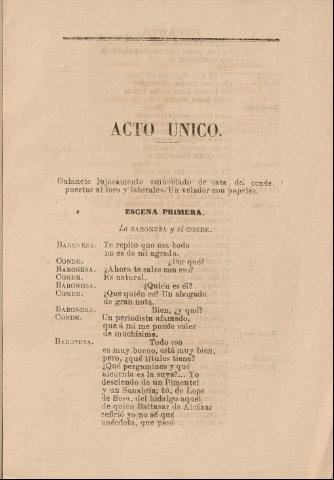 ACTO UNICO.
Gabinete lujosamente amueblado de casa del conde,
puertas al foro y laterales. Un velador con papeles.
ESCENA PRIMERA.
La BARONESA y el CONDE.
BARONESA. Te repito que esa boda
no es de mi agrado.
CONDE. ¿Por qué?
BARONESA. ¿Ahora te sales con eso?
CONDE. Es natural.
BARONESA. ¿Quién es él?
CONDE. ¿Que quién es? Un abogado
de gran nota.
BARONESA. Bien, ¿y qué?
CONDE. Un periodista afamado,
que á mi me puede valer
de muchísimo.
BARONESA. Todo eso
es muy bueno, está muy bien;
pero, ¿qué títulos tiene?
¿Qué pergaminos y qué
alcurnia es la suya?... Yo
desciendo de un Pimentel
y un Sanabria; tú, de Lope
de Sosa, del hidalgo aquel
de quien Baltasar de Alcázar
refirió yo no sé qué
anécdota, que pasó